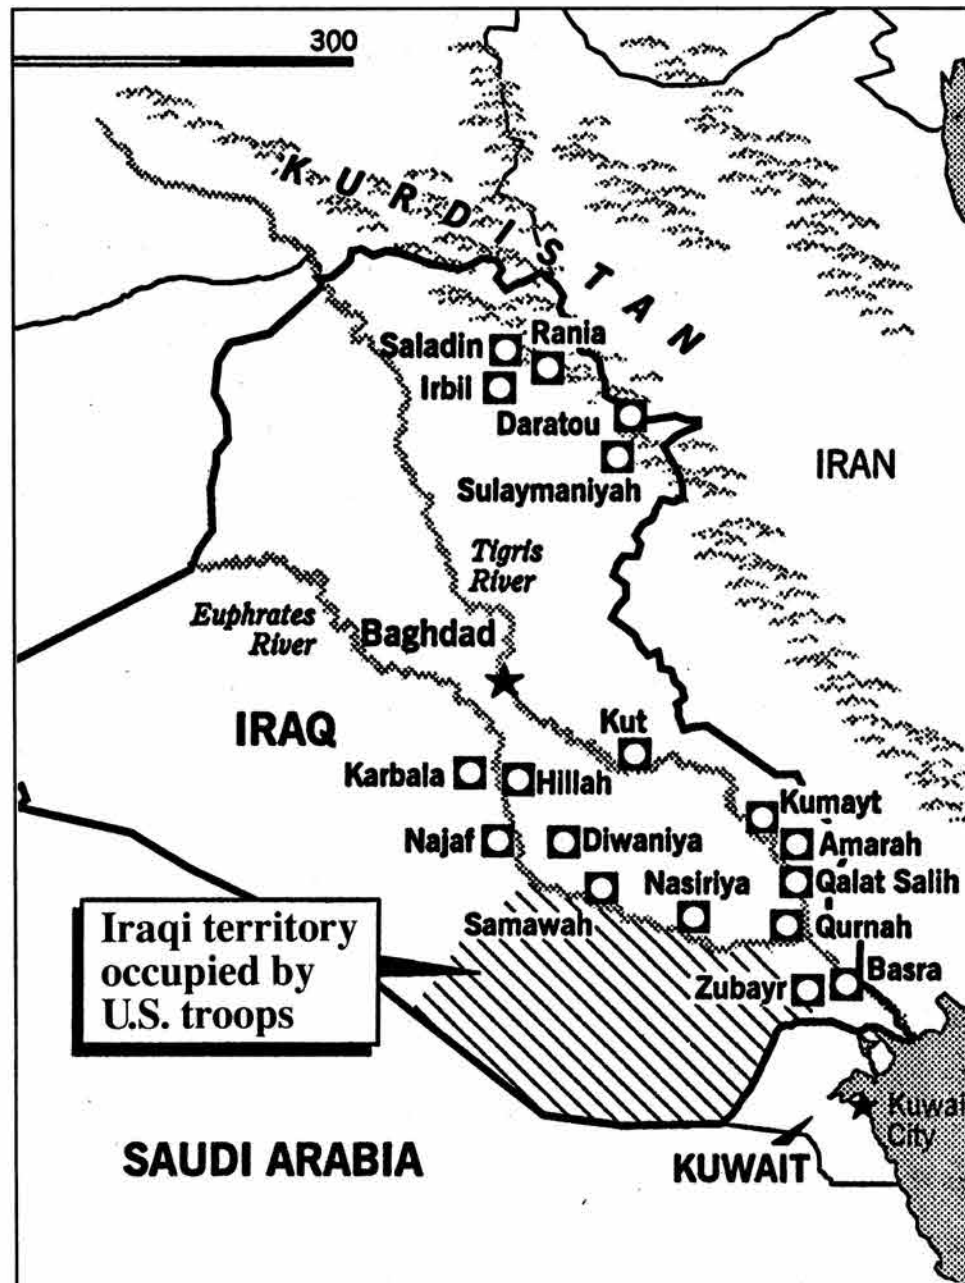 300
KURDISTAN
Saladin
Rania
Irbil
Daratou
Sulaymaniyah
IRAN
Tigris
River
Euphrates
River
Baghdad
IRAQ
Kut
Karbala
Hillah
Kumayt
Najaf
Diwaniya
Amarah
Nasiriya
Qalat Salih
Samawah
Qurnah
Iraqi territory
occupied by
U.S. troops
Zubayr
Basra
Kuwai
City
SAUDI ARABIA
KUWAIT